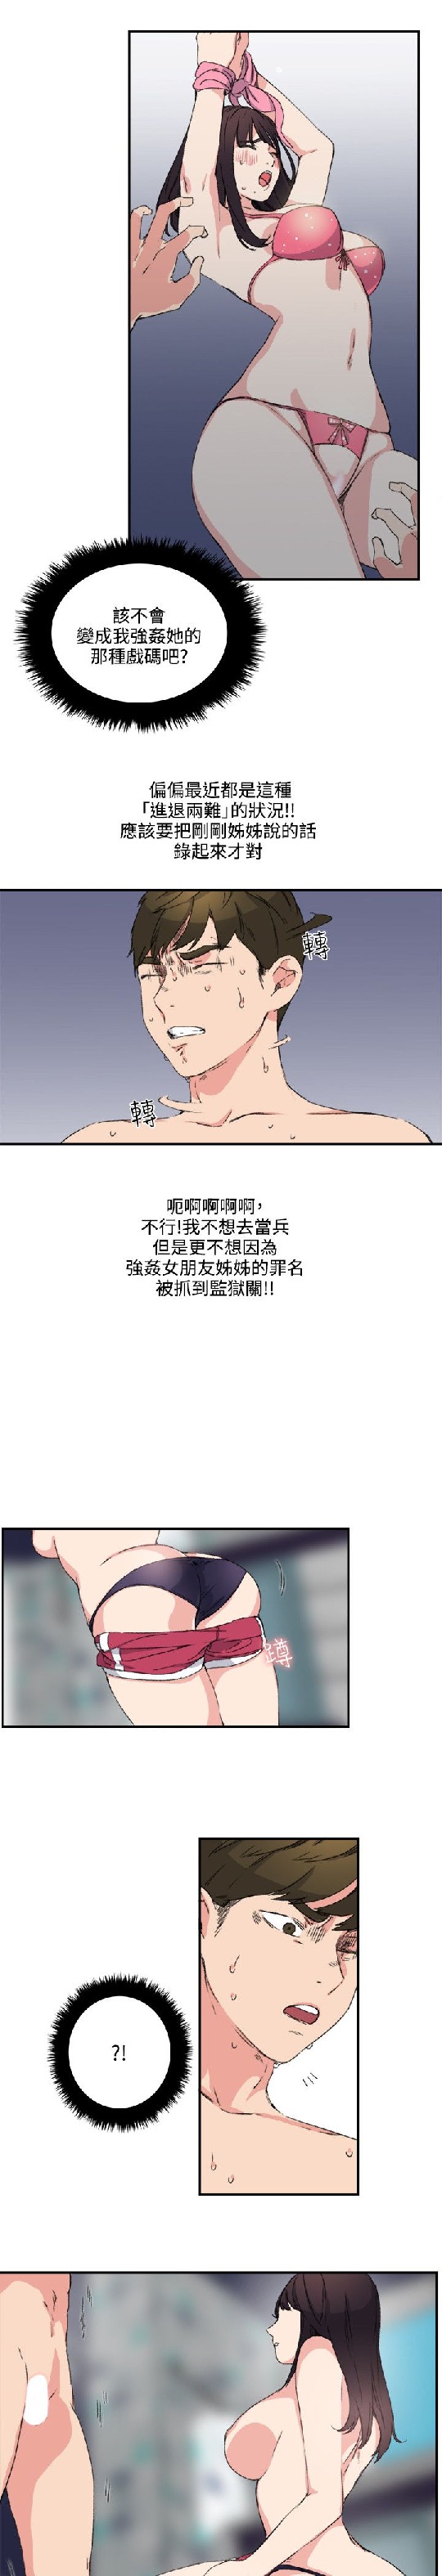 該不會
變成我強姦她的
那種戲碼吧?
偏偏最近都是這種
「進退兩難」的狀況!!
應該要把剛剛姊姊說的話
錄起來才對
轉
轉
呃啊啊啊啊,
不行!我不想去當兵
但是更不想因為
強姦女朋友姊姊的罪名
被抓到監獄關!!
蹲
?!